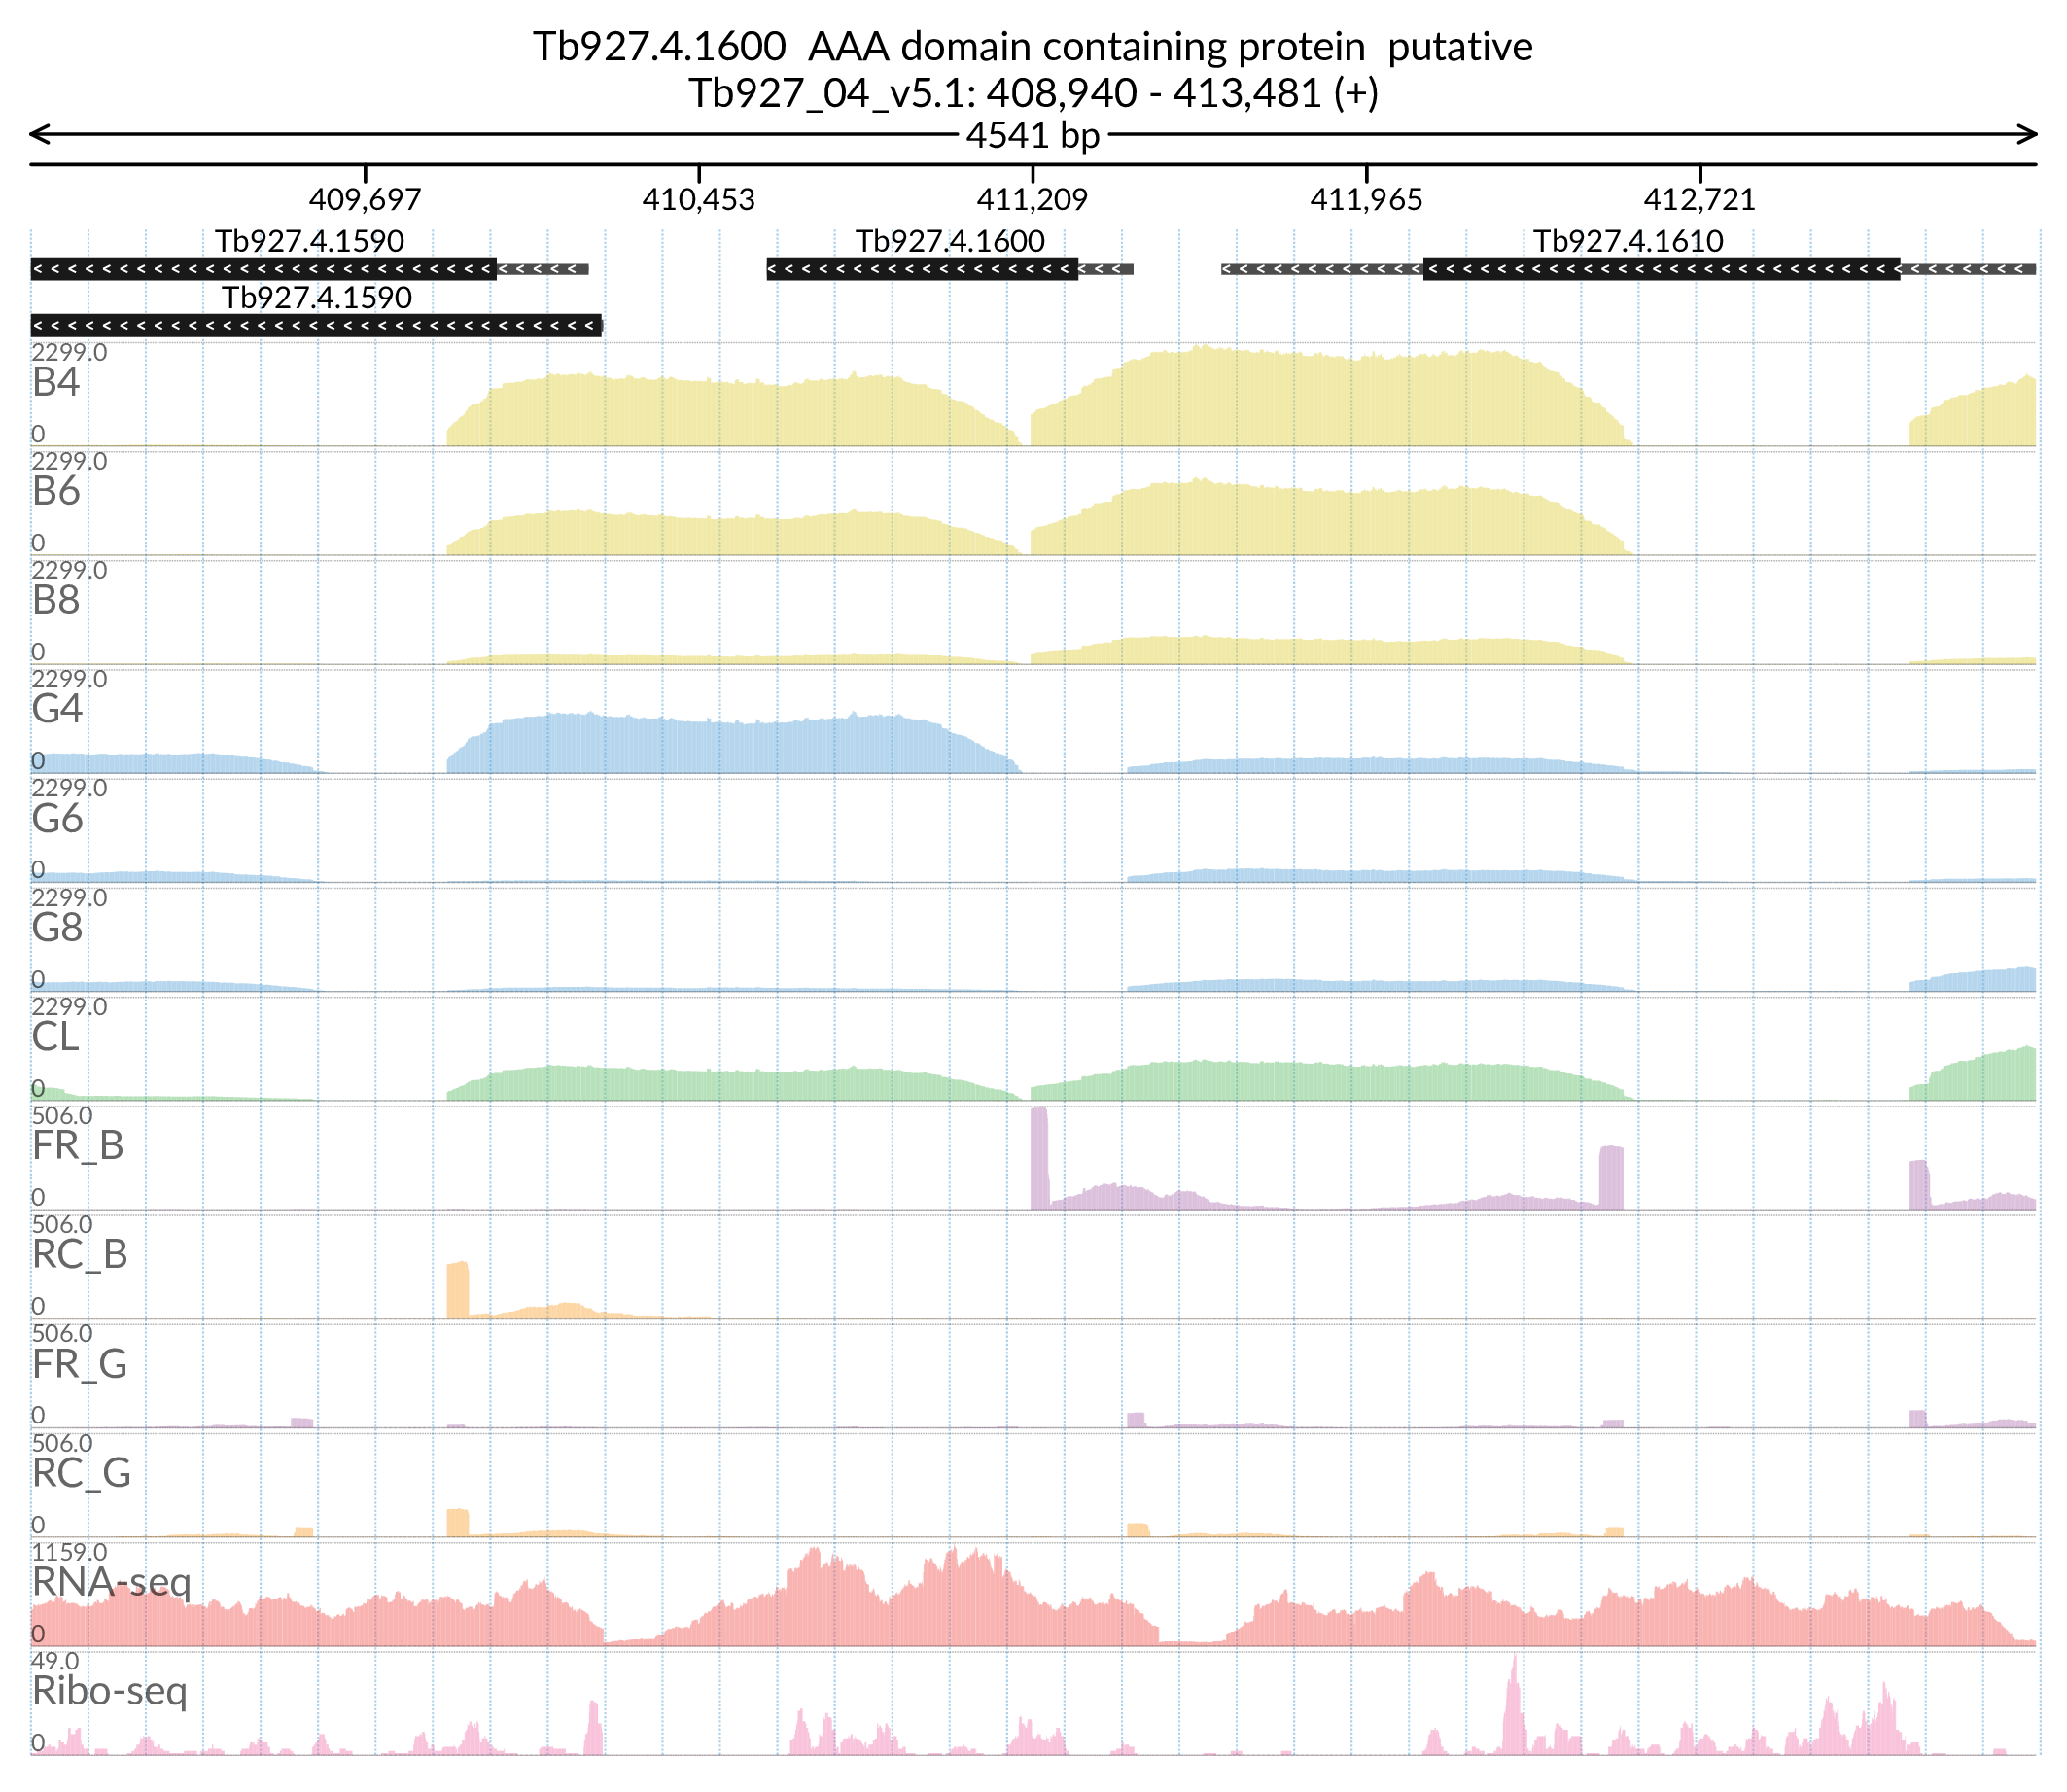 Tb927.4.1600 AAA domain containing protein putative
Tb927_04_v5.1: 408,940 - 413,481 (+)
4541 bp
409,697 410,453 411,209 411,965 412,721
Tb927.4.1590 Tb927.4.1600 Tb927.4.1610
Tb927.4.1590
2299.0
B4
0
2299.0
B6
0
2299.0
B8
0
2299.0
G4
0
2299.0
G6
0
2299.0
G8
0
2299.0
CL
0
506.0
FR_B
0
506.0
RC_B
0
506.0
FR_G
0
506.0
RC_G
0
1159.0
RNA-seq
0
49.0
Ribo-seq
0